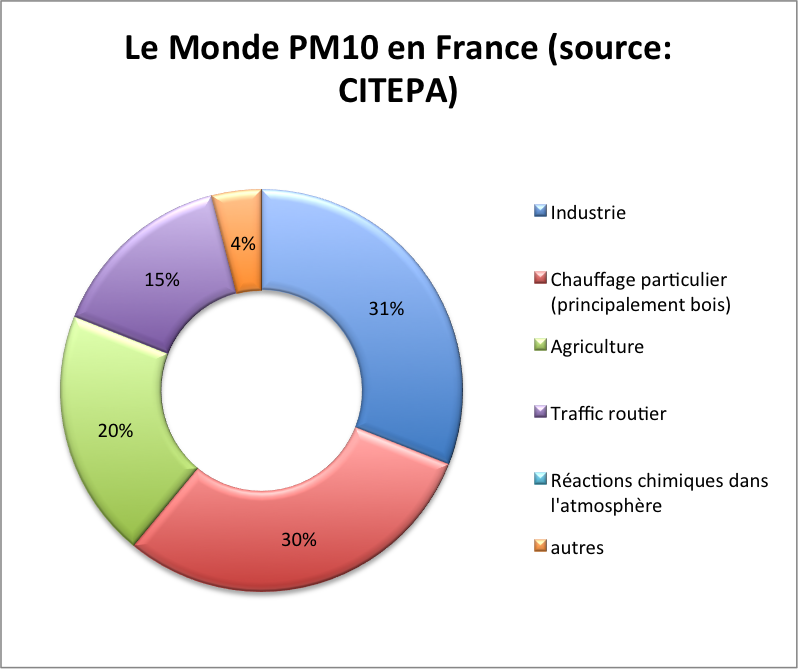 Le Monde PM10 en France (source:
CITEPA)
31%
30%
20%
15%
4%
Industrie
Chauffage particulier
(principalement bois)
Agriculture
Traffic routier
Réactions chimiques dans
l'atmosphère
autres